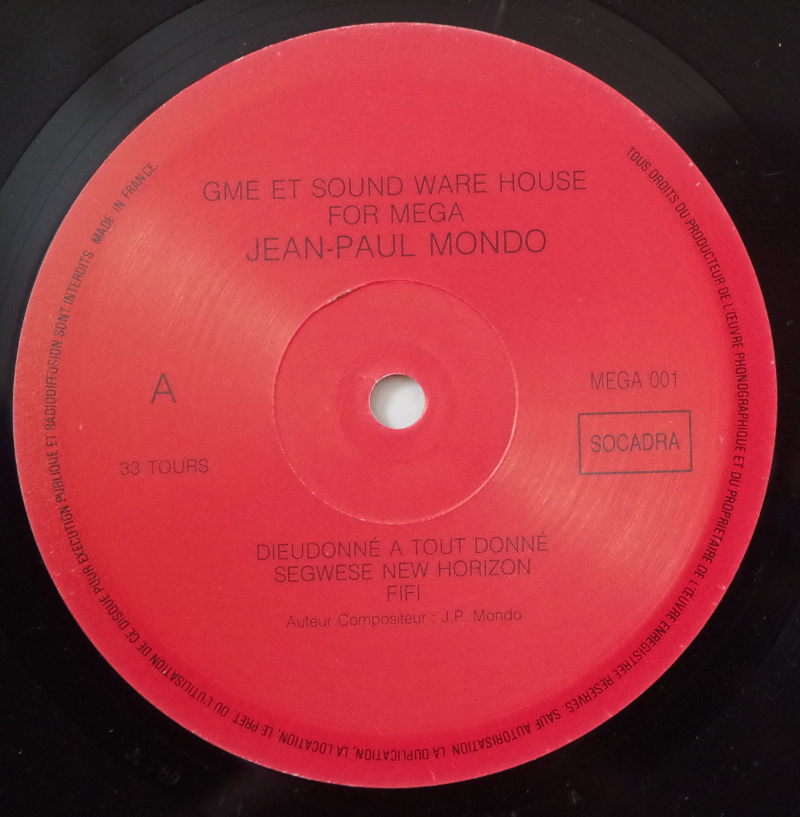 GME ET SOUND WARE HOUSE
FOR MEGA
JEAN-PAUL MONDO
A
33 TOURS
MEGA 001
SOCADRA
DIEUDONNÉ A TOUT DONNÉ
SEGWESE NEW HORIZON
FIFI
Auteur Compositeur : J.P. Mondo
TOUS DROITS DU PRODUCTEUR DE L'ŒUVRE PHONOGRAPHIQUE ET DU PROPRIETAIRE DE L'ŒUVRE ENREGISTREE RESERVES. SAUF AUTORISATION, LA DUPLICATION, LA LOCATION, LE PRET OU L'UTILISATION DE CE DISQUE POUR EXECUTION PUBLIQUE ET RADIODIFFUSION SONT INTERDITS. MADE IN FRANCE